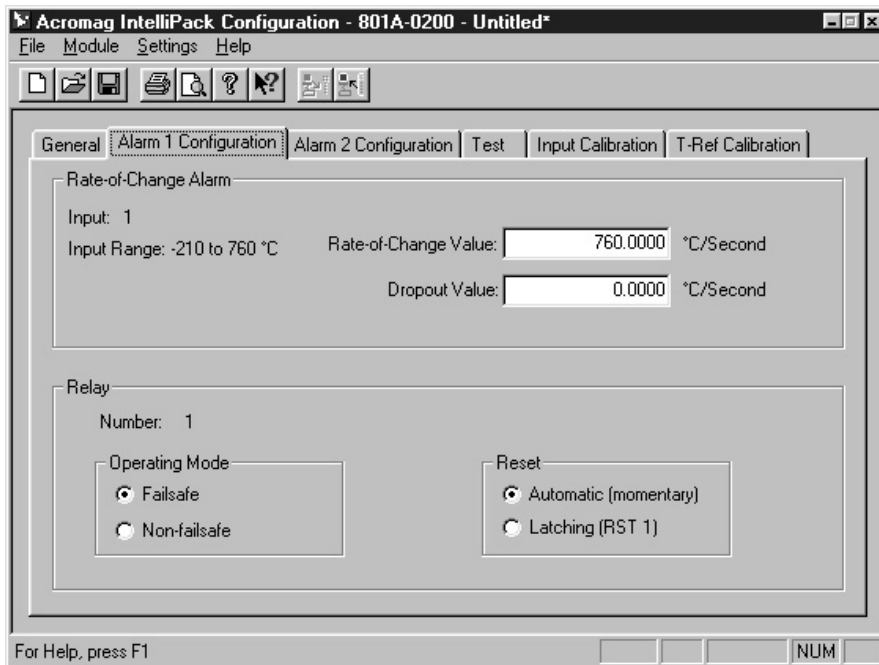 Acromag IntelliPack Configuration - 801A-0200 - Untitled*
File Module Settings Help
General Alarm 1 Configuration Alarm 2 Configuration Test Input Calibration T-Ref Calibration
Rate-of-Change Alarm
Input: 1
Input Range: -210 to 760 °C
Rate-of-Change Value: 760.0000 °C/Second
Dropout Value: 0.0000 °C/Second
Relay
Number: 1
Operating Mode
Failsafe
Non-failsafe
Reset
Automatic (momentary)
Latching (RST 1)
For Help, press F1
NUM